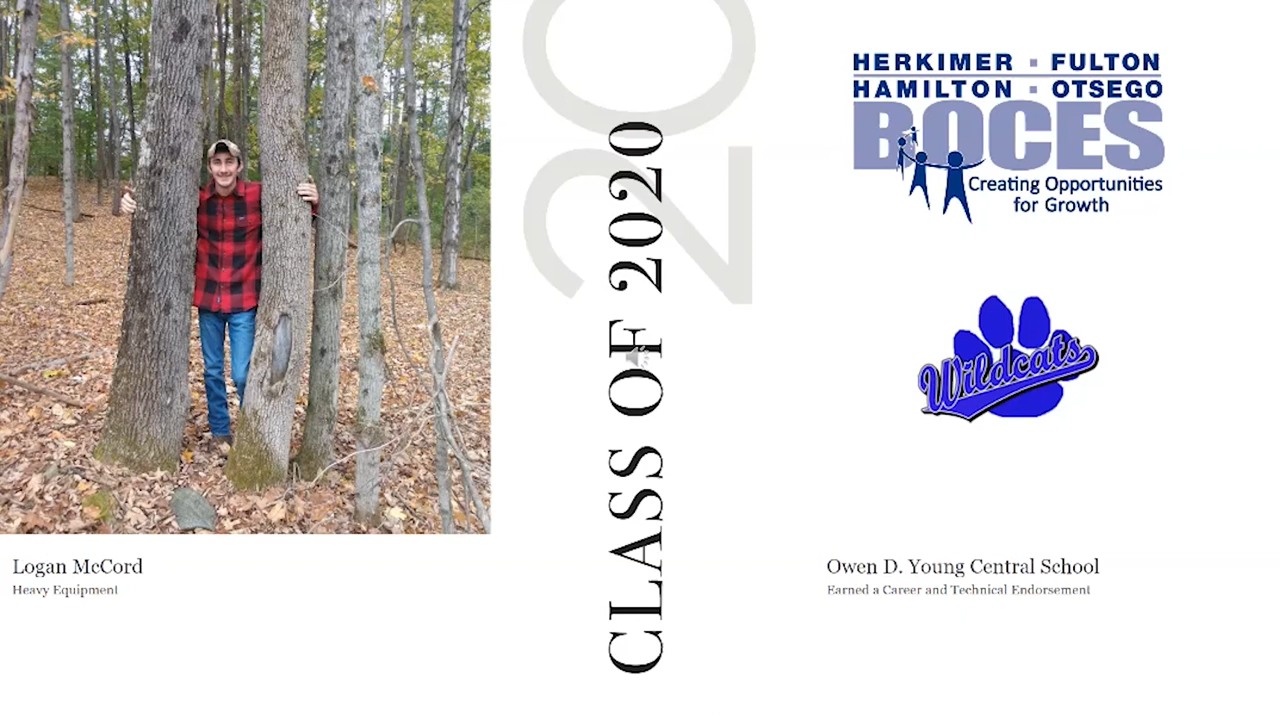 Logan McCord
Heavy Equipment
20
CLASS OF 2020
HERKIMER ▪ FULTON
HAMILTON ▪ OTSEGO
BOCES
Creating Opportunities
for Growth
Wildcats
Owen D. Young Central School
Earned a Career and Technical Endorsement